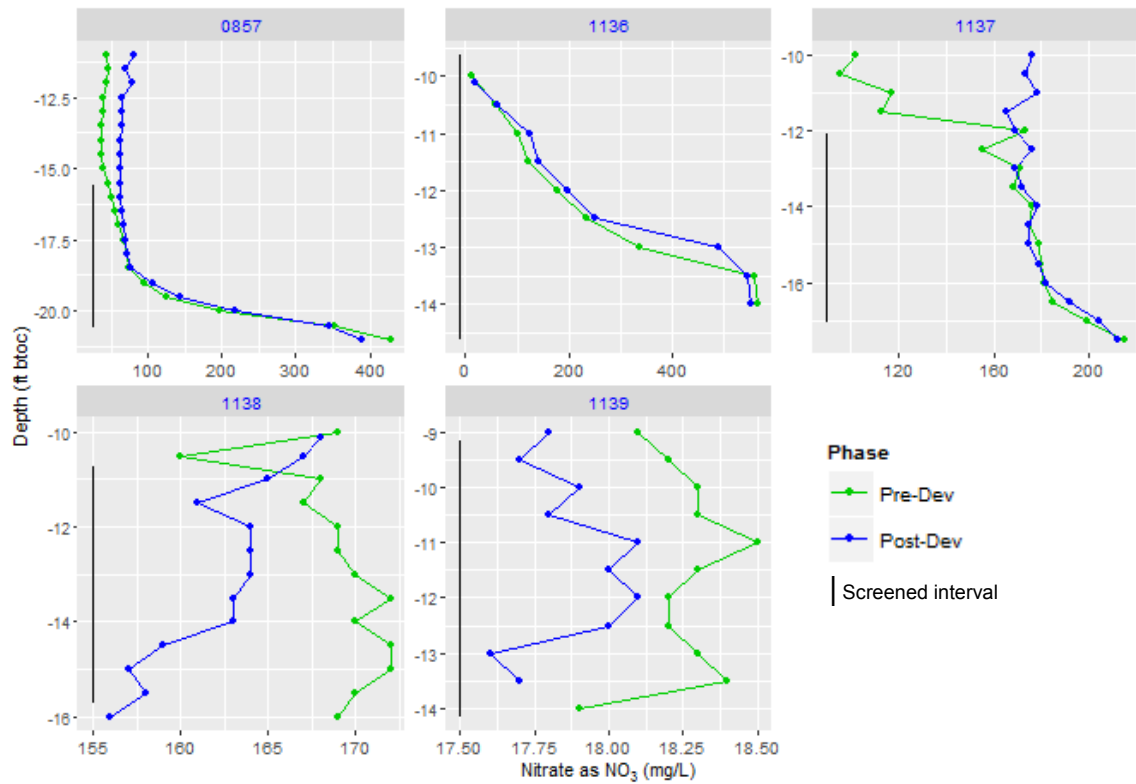 0857
1136
1137
-12.5
-15.0
-17.5
-20.0
100 200 300 400
-10
-11
-12
-13
-14
0 200 400
-10
-12
-14
-16
120 160 200
Depth (ft btoc)
1138
1139
-10
-12
-14
-16
155 160 165 170
-9
-10
-11
-12
-13
-14
17.50 17.75 18.00 18.25 18.50
Nitrate as NO₃ (mg/L)
Phase
Pre-Dev
Post-Dev
Screened interval